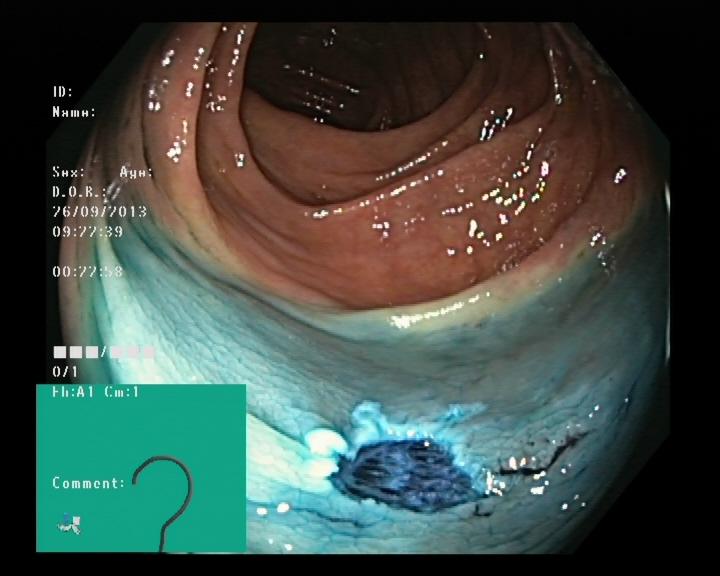 ID:
Name:
Sex: Age:
D.O.B.:
26/09/2013
09:22:39
00:22:58
■■■/■■■
0/1
Eh:A1 Cm:1
Comment: